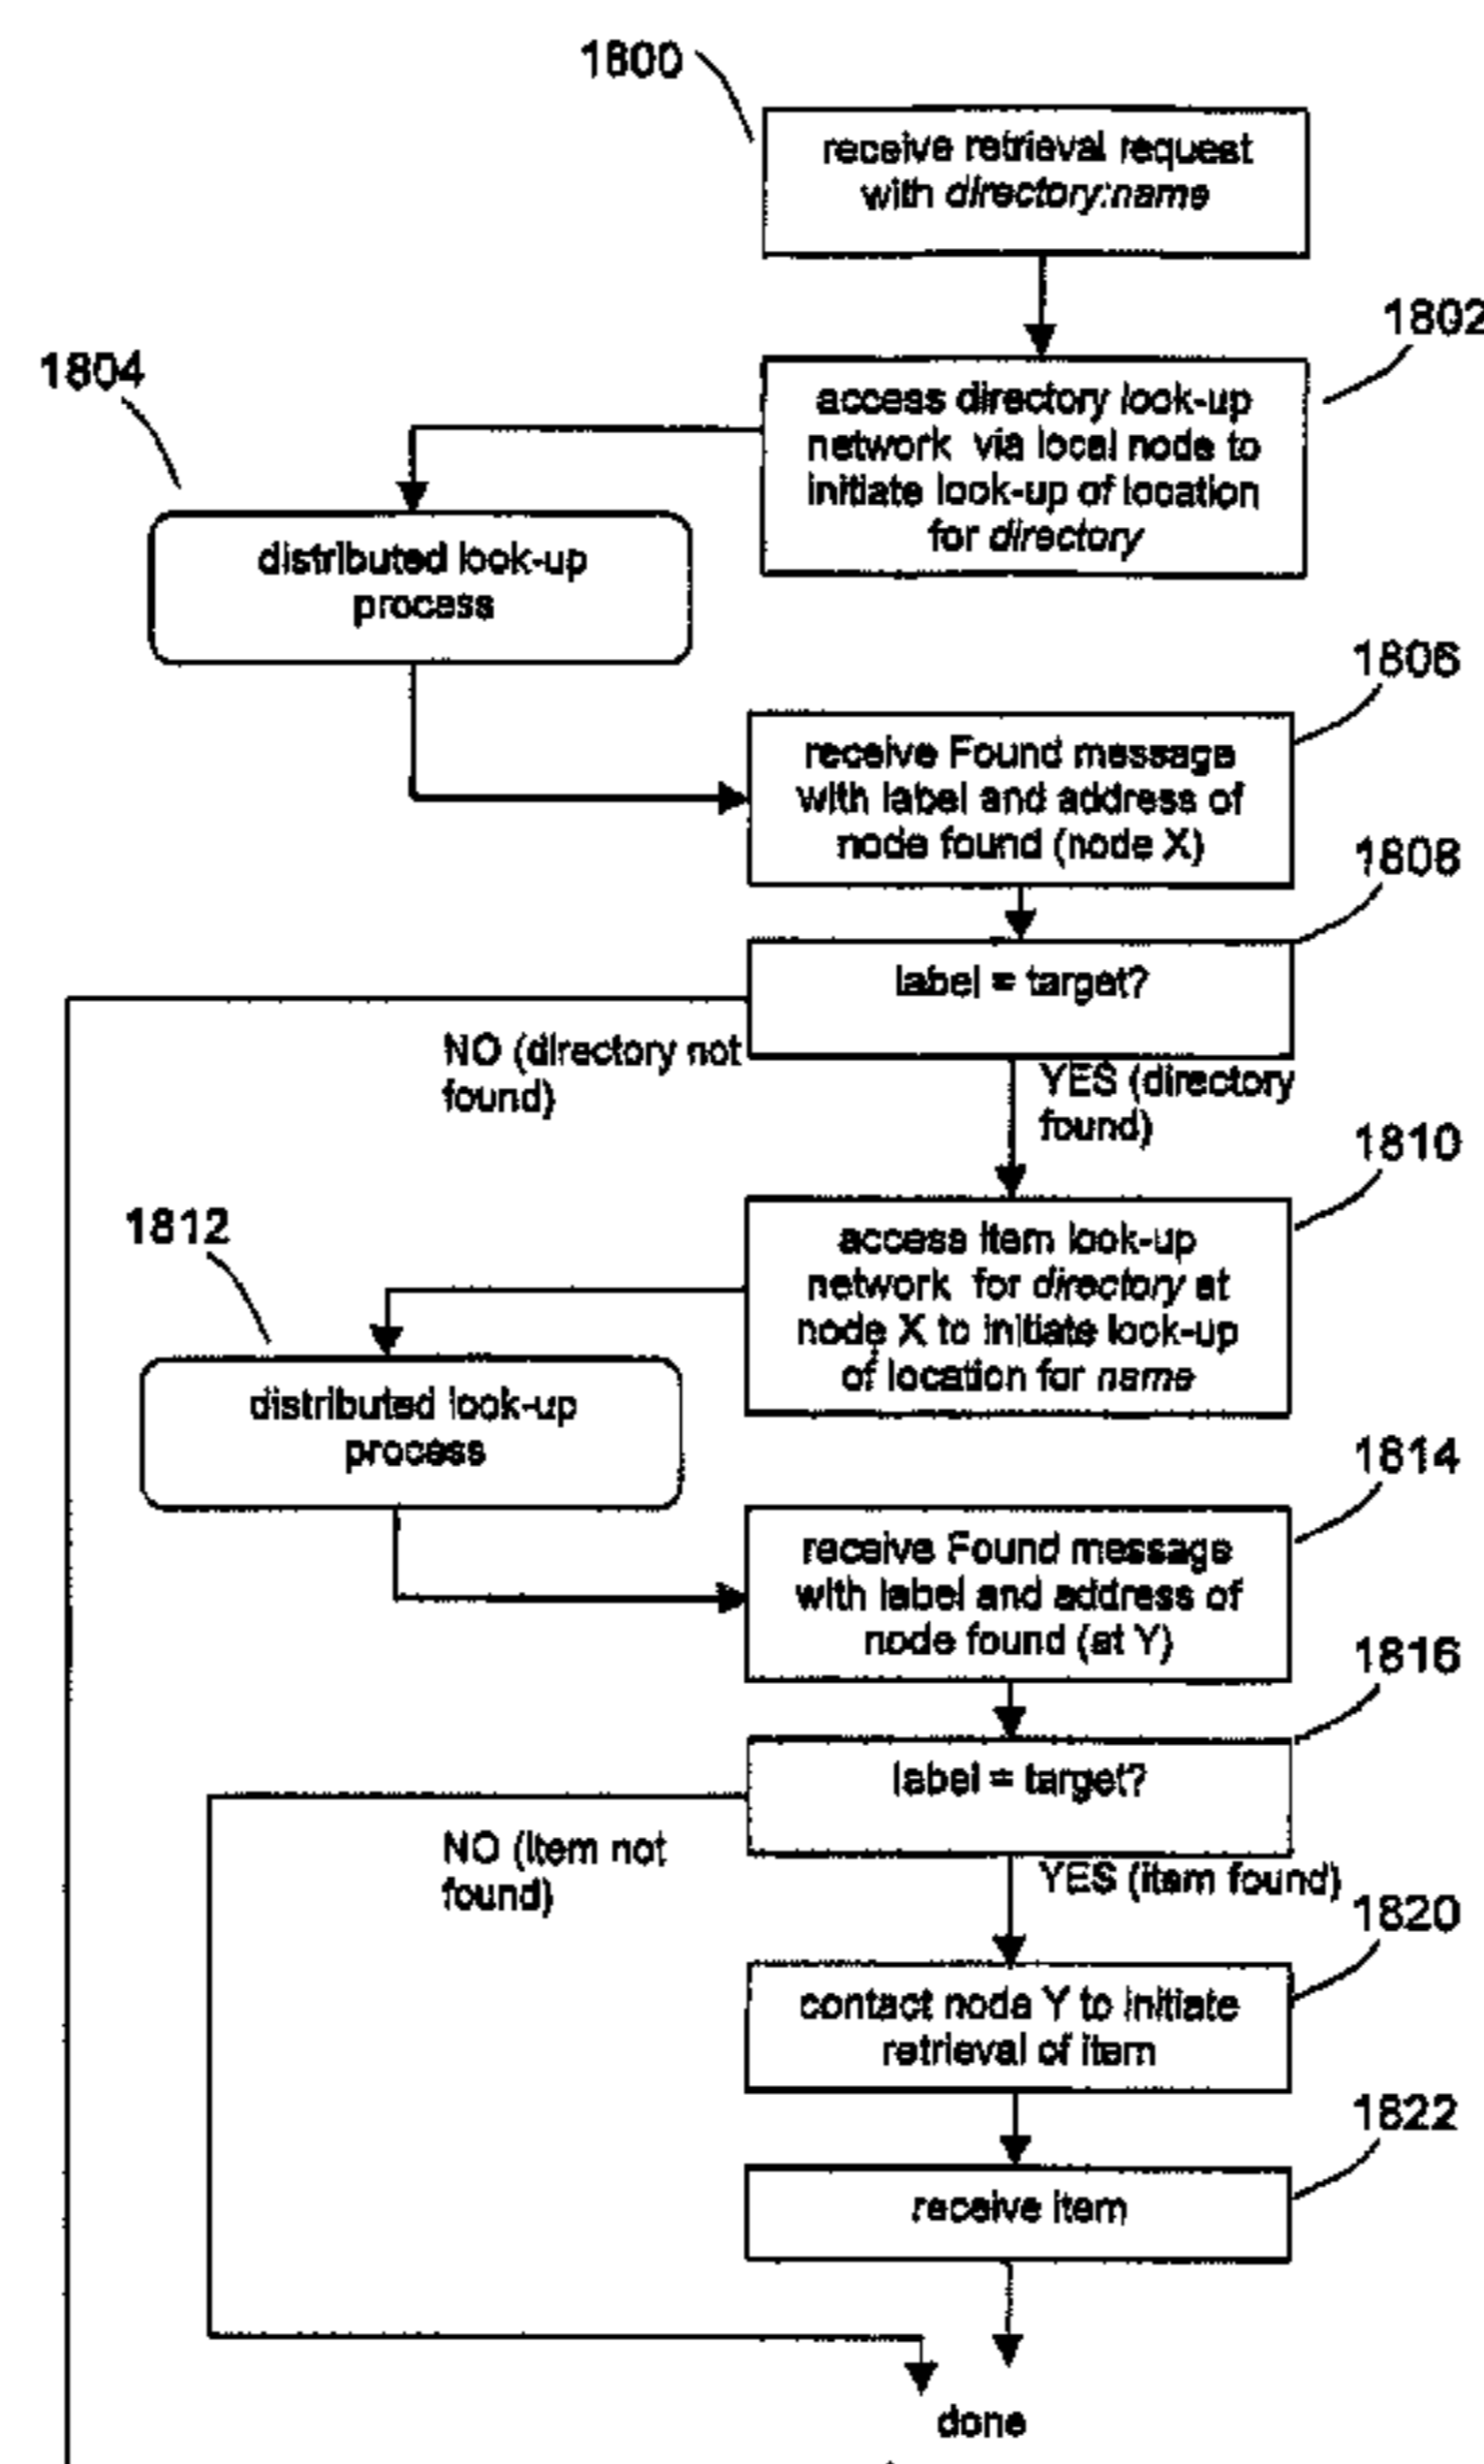 1800
receive retrieval request
with directory:name
1802
access directory look-up
network via local node to
initiate look-up of location
for directory
1804
distributed look-up
process
1806
receive Found message
with label and address of
node found (node X)
1808
label = target?
NO (directory not
found)
YES (directory
found)
1810
access item look-up
network for directory at
node X to initiate look-up
of location for name
1812
distributed look-up
process
1814
receive Found message
with label and address of
node found (at Y)
1816
label = target?
NO (item not
found)
YES (item found)
1820
contact node Y to initiate
retrieval of item
1822
receive item
done